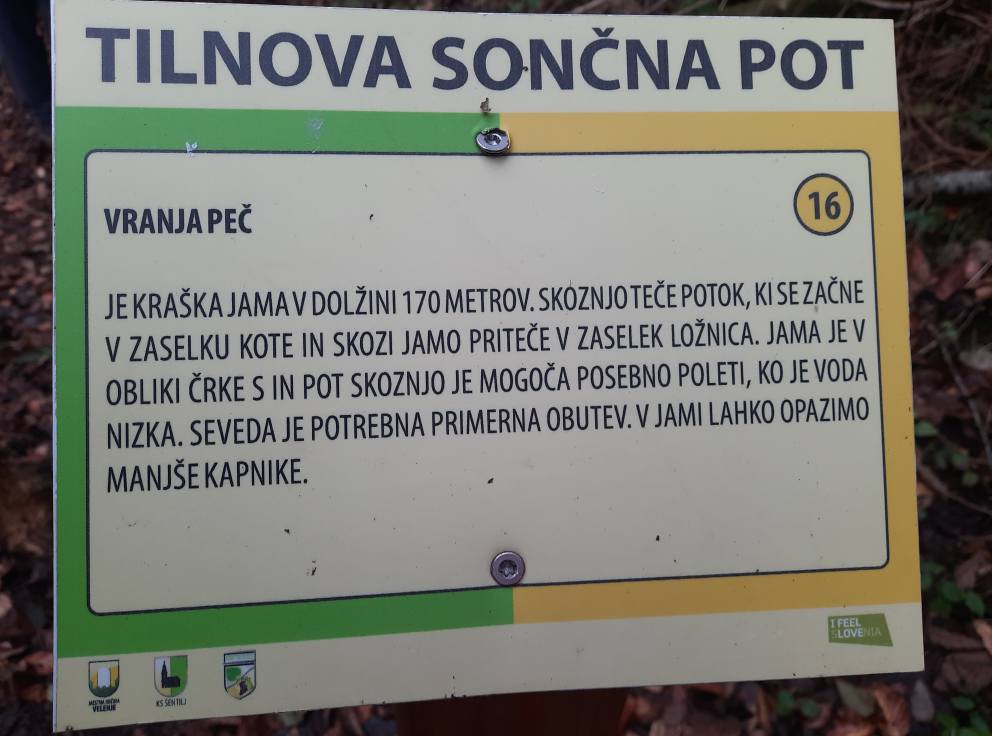 TILNOVA SONČNA POT
16
VRANJA PEČ
JE KRAŠKA JAMA V DOLŽINI 170 METROV. SKOZNJO TEČE POTOK, KI SE ZAČNE
V ZASELKU KOTE IN SKOZI JAMO PRITEČE V ZASELEK LOŽNICA. JAMA JE V
OBLIKI ČRKE S IN POT SKOZNJO JE MOGOČA POSEBNO POLETI, KO JE VODA
NIZKA. SEVEDA JE POTREBNA PRIMERNA OBUTEV. V JAMI LAHKO OPAZIMO
MANJŠE KAPNIKE.
I FEEL
SLOVENIA
MESTNA OBČINA
VELENJE
KS ŠENTILJ